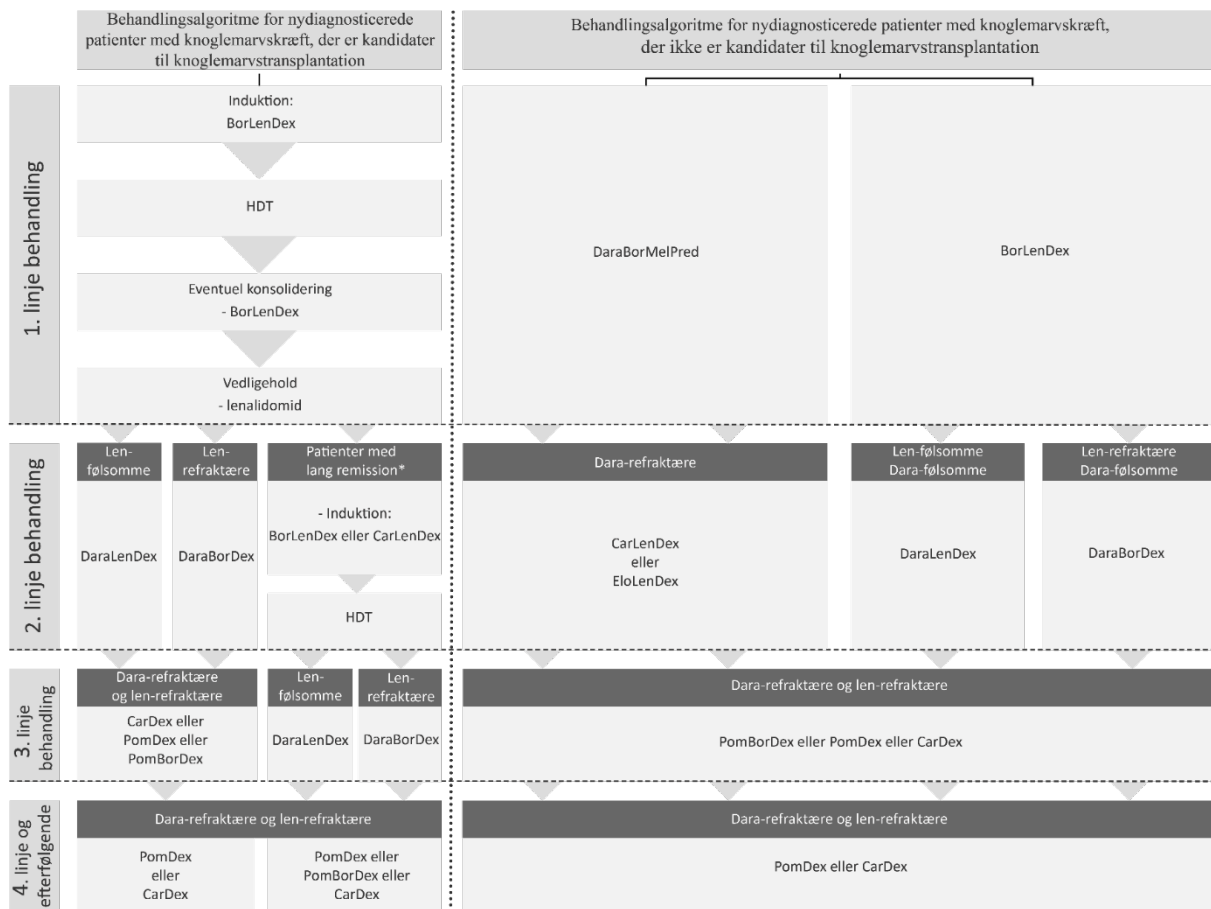 Behandlingsalgoritme for nydiagnosticerede
patienter med knoglemarvskræft, der er kandidater
til knoglemarvstransplantation
Behandlingsalgoritme for nydiagnosticerede patienter med knoglemarvskræft,
der ikke er kandidater til knoglemarvstransplantation
1. linje behandling
Induktion:
BorLenDex
HDT
Eventuel konsolidering
- BorLenDex
Vedligehold
- lenalidomid
DaraBorMelPred
BorLenDex
2. linje behandling
Len-
følsomme
Len-
refraktære
Patienter med
lang remission*
Dara-refraktære
Len-følsomme
Dara-følsomme
Len-refraktære
Dara-følsomme
DaraLenDex
DaraBorDex
- Induktion:
BorLenDex eller CarLenDex
HDT
CarLenDex
eller
EloLenDex
DaraLenDex
DaraBorDex
3. linje
behandling
Dara-refraktære
og len-refraktære
Len-
følsomme
Len-
refraktære
Dara-refraktære og len-refraktære
CarDex eller
PomDex eller
PomBorDex
DaraLenDex
DaraBorDex
PomBorDex eller PomDex eller CarDex
4. linje og
efterfølgende
Dara-refraktære og len-refraktære
Dara-refraktære og len-refraktære
PomDex
eller
CarDex
PomDex eller
PomBorDex eller
CarDex
PomDex eller CarDex